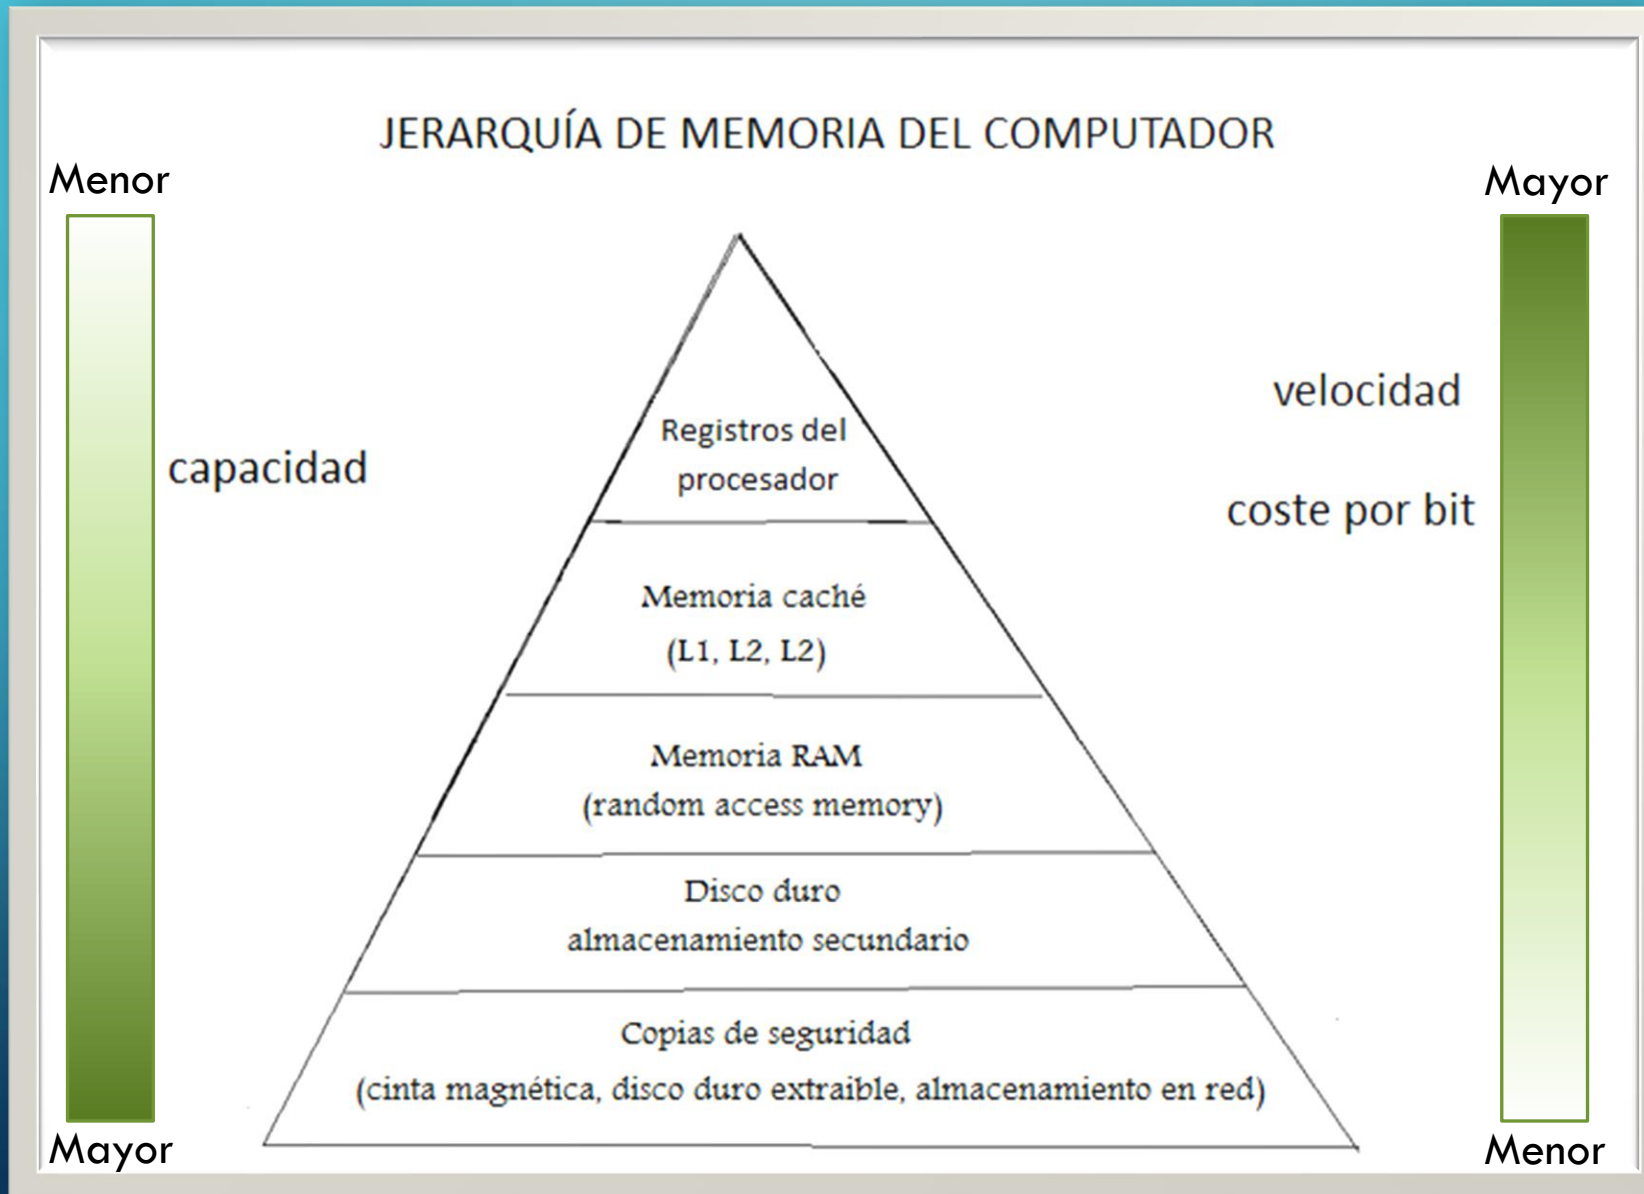 JERARQUÍA DE MEMORIA DEL COMPUTADOR
Menor
Mayor
velocidad
capacidad
coste por bit
Registros del
procesador
Memoria caché
(L1, L2, L2)
Memoria RAM
(random access memory)
Disco duro
almacenamiento secundario
Copias de seguridad
(cinta magnética, disco duro extraible, almacenamiento en red)
Mayor
Menor